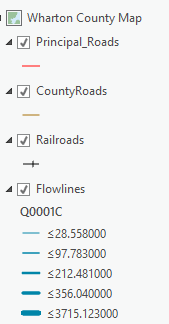 Wharton County Map
Principal_Roads
CountyRoads
Railroads
Flowlines
Q0001C
≤28.558000
≤97.783000
≤212.481000
≤356.040000
≤3715.123000